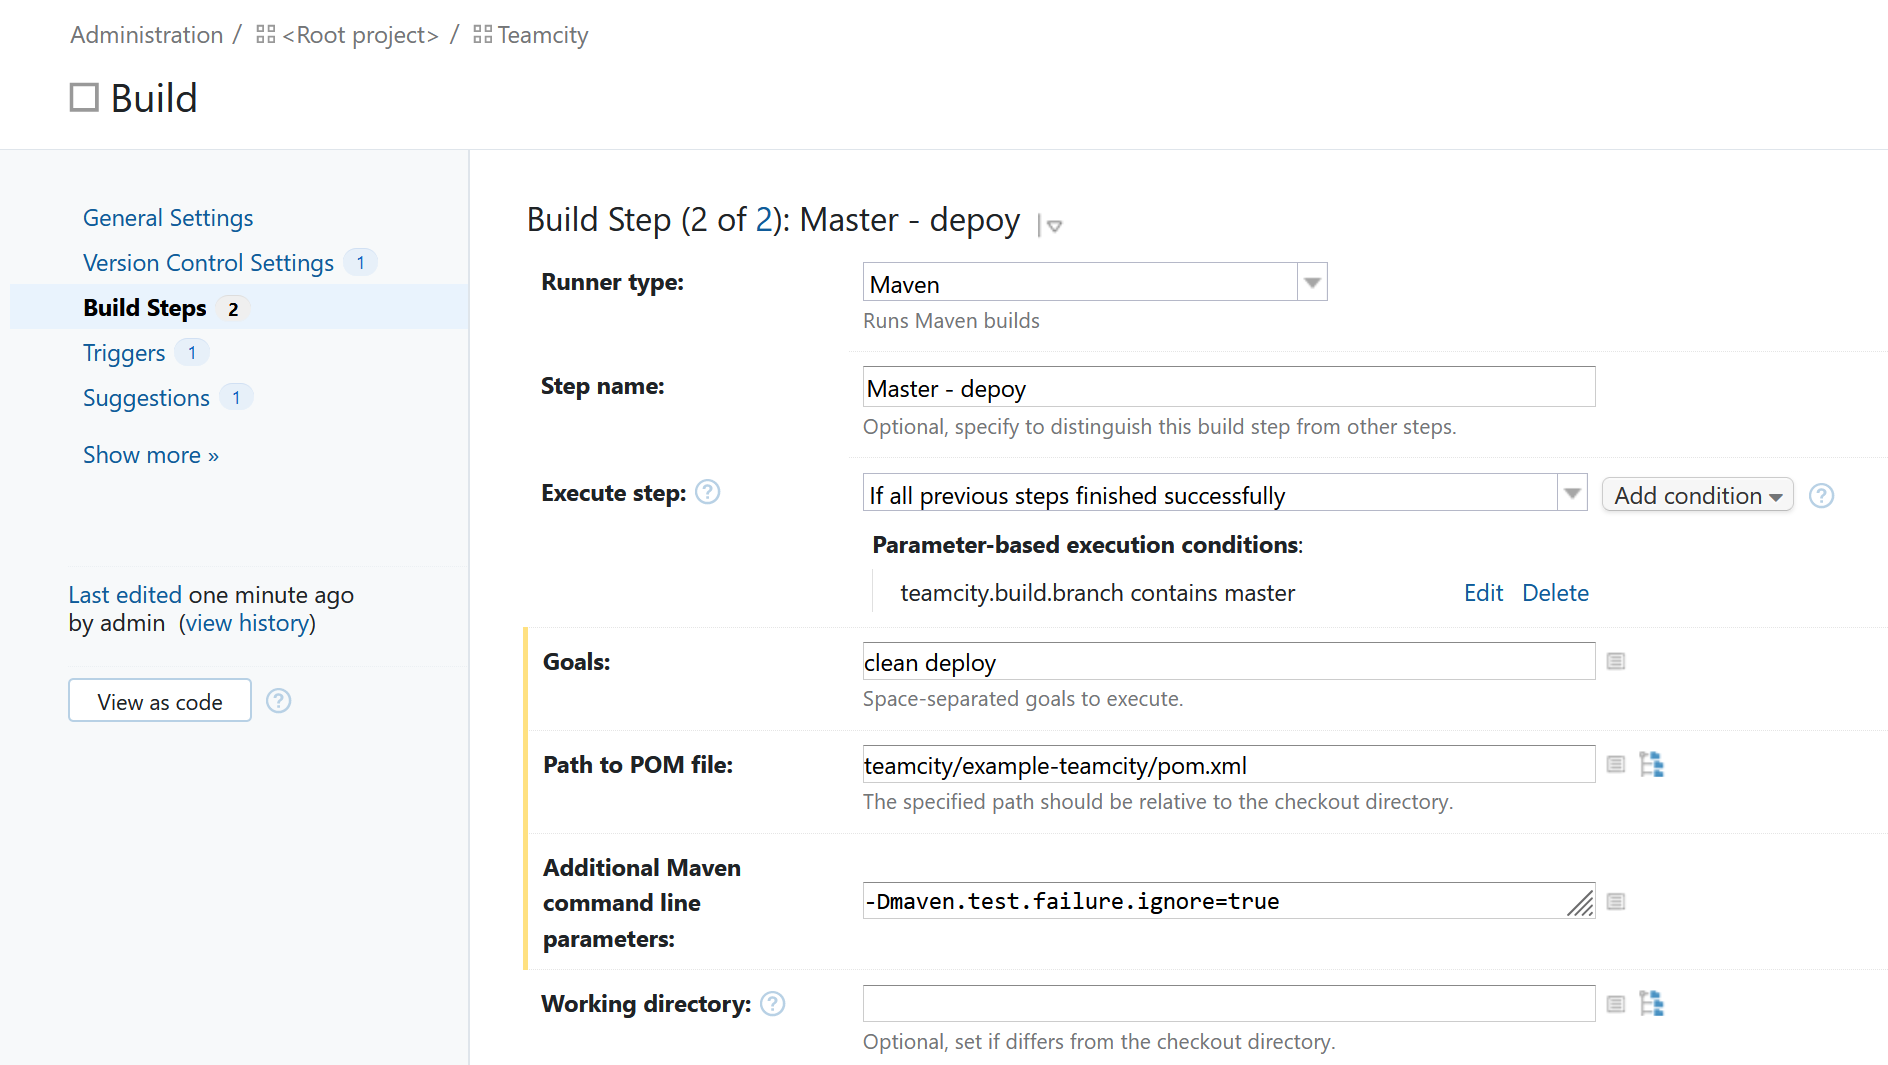 Administration / <Root project> / Teamcity
Build
General Settings
Version Control Settings 1
Build Steps 2
Triggers 1
Suggestions 1
Show more »
Last edited one minute ago
by admin (view history)
View as code ?
Build Step (2 of 2): Master - depoy
Runner type: Maven
Runs Maven builds
Step name: Master - depoy
Optional, specify to distinguish this build step from other steps.
Execute step: ? If all previous steps finished successfully Add condition ?
Parameter-based execution conditions:
teamcity.build.branch contains master Edit Delete
Goals: clean deploy
Space-separated goals to execute.
Path to POM file: teamcity/example-teamcity/pom.xml
The specified path should be relative to the checkout directory.
Additional Maven
command line
parameters:
-Dmaven.test.failure.ignore=true
Working directory: ?
Optional, set if differs from the checkout directory.